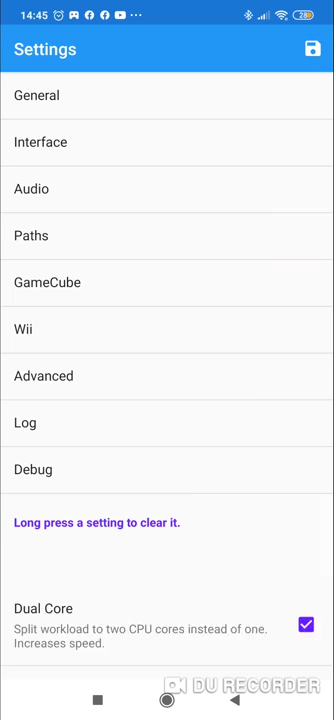 14:45
28
Settings
General
Interface
Audio
Paths
GameCube
Wii
Advanced
Log
Debug
Long press a setting to clear it.
Dual Core
Split workload to two CPU cores instead of one.
Increases speed.
DU RECORDER